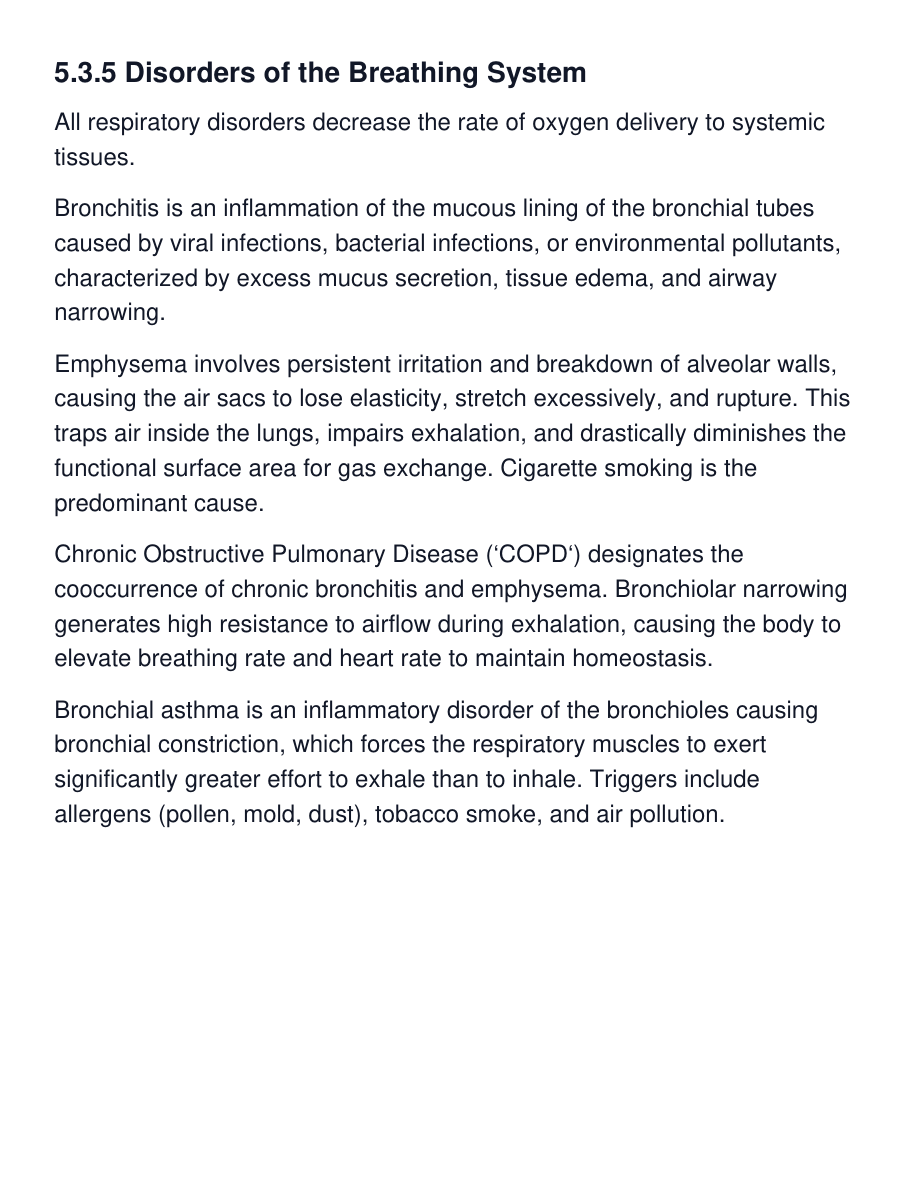 5.3.5 Disorders of the Breathing System
All respiratory disorders decrease the rate of oxygen delivery to systemic
tissues.
Bronchitis is an inflammation of the mucous lining of the bronchial tubes
caused by viral infections, bacterial infections, or environmental pollutants,
characterized by excess mucus secretion, tissue edema, and airway
narrowing.
Emphysema involves persistent irritation and breakdown of alveolar walls,
causing the air sacs to lose elasticity, stretch excessively, and rupture. This
traps air inside the lungs, impairs exhalation, and drastically diminishes the
functional surface area for gas exchange. Cigarette smoking is the
predominant cause.
Chronic Obstructive Pulmonary Disease (‘COPD‘) designates the
cooccurrence of chronic bronchitis and emphysema. Bronchiolar narrowing
generates high resistance to airflow during exhalation, causing the body to
elevate breathing rate and heart rate to maintain homeostasis.
Bronchial asthma is an inflammatory disorder of the bronchioles causing
bronchial constriction, which forces the respiratory muscles to exert
significantly greater effort to exhale than to inhale. Triggers include
allergens (pollen, mold, dust), tobacco smoke, and air pollution.